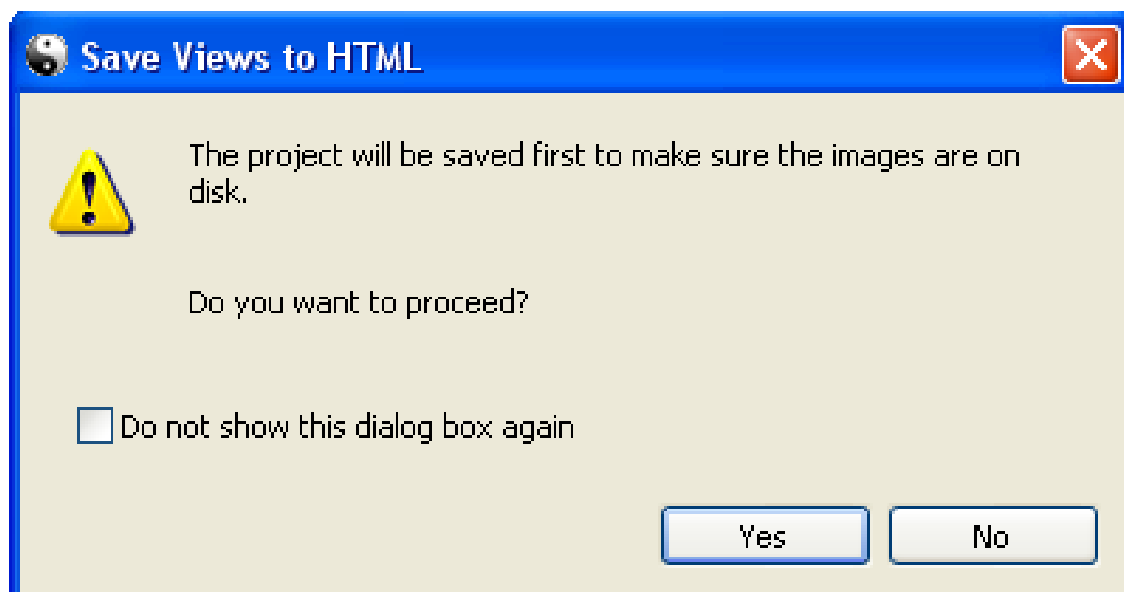 Save Views to HTML
The project will be saved first to make sure the images are on
disk.
Do you want to proceed?
Do not show this dialog box again
Yes
No